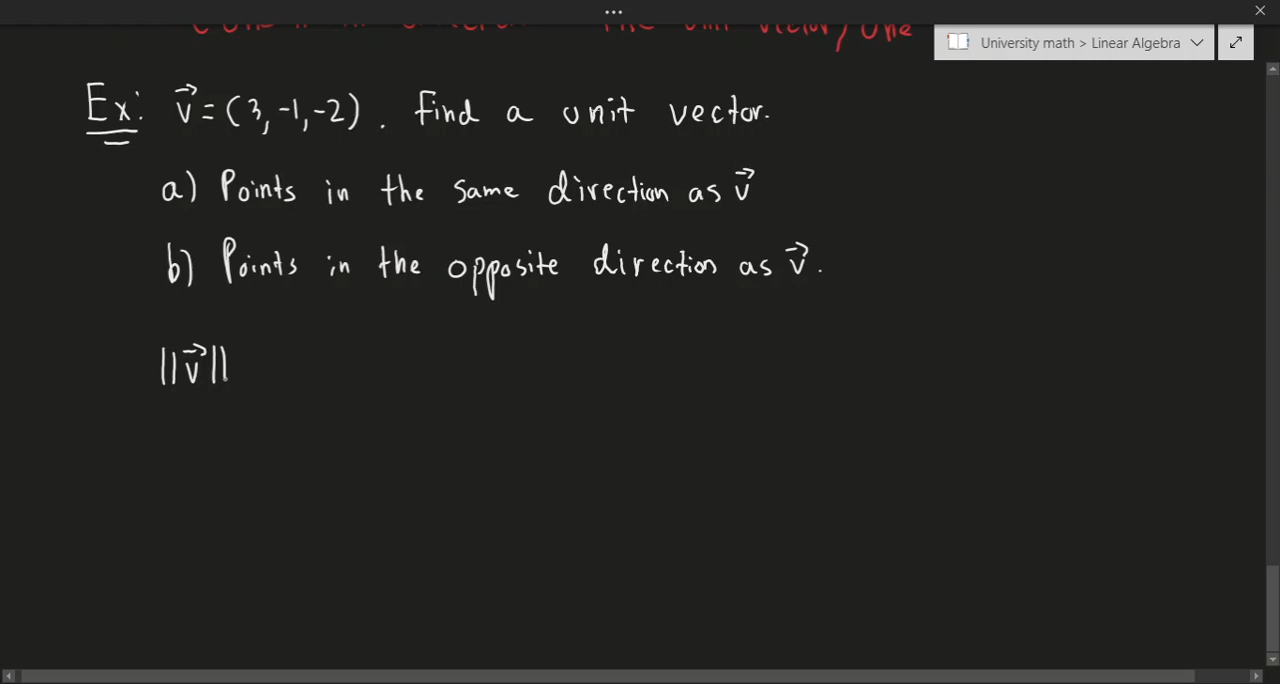 University math > Linear Algebra
Ex: v⃗ = (3, -1, -2). Find a unit vector.
a) Points in the same direction as v⃗
b) Points in the opposite direction as v⃗.
||v⃗||